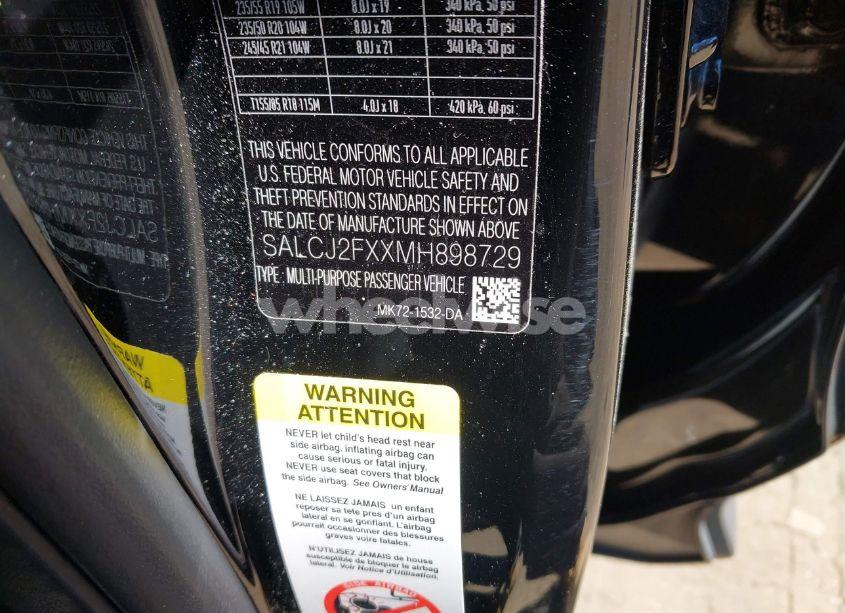 235/55 R19 105W 8.0J x 19 340 kPa, 50 psi
235/50 R20 104W 8.0J x 20 340 kPa, 50 psi
245/45 R21 104W 8.0J x 21 340 kPa, 50 psi
T155/85 R18 115M 4.0J x 18 420 kPa, 60 psi
THIS VEHICLE CONFORMS TO ALL APPLICABLE
U.S. FEDERAL MOTOR VEHICLE SAFETY AND
THEFT PREVENTION STANDARDS IN EFFECT ON
THE DATE OF MANUFACTURE SHOWN ABOVE
SALCJ2FXXMH898729
TYPE : MULTI-PURPOSE PASSENGER VEHICLE
MK72-1532-DA
wheelwise
WARNING
ATTENTION
NEVER let child's head rest near
side airbag. inflating airbag can
cause serious or fatal injury.
NEVER use seat covers that block
the side airbag. See Owners' Manual
NE LAISSEZ JAMAIS un enfant
reposer sa tete pres d'un airbag
lateral en se gonflant. L'airbag
pourrait occasionner des blessures
graves voire fatales.
N'UTILISEZ JAMAIS de house
susceptible de bloquer le airbag
lateral. Voir Notice d'Utilisation.
SIDE AIRBAG